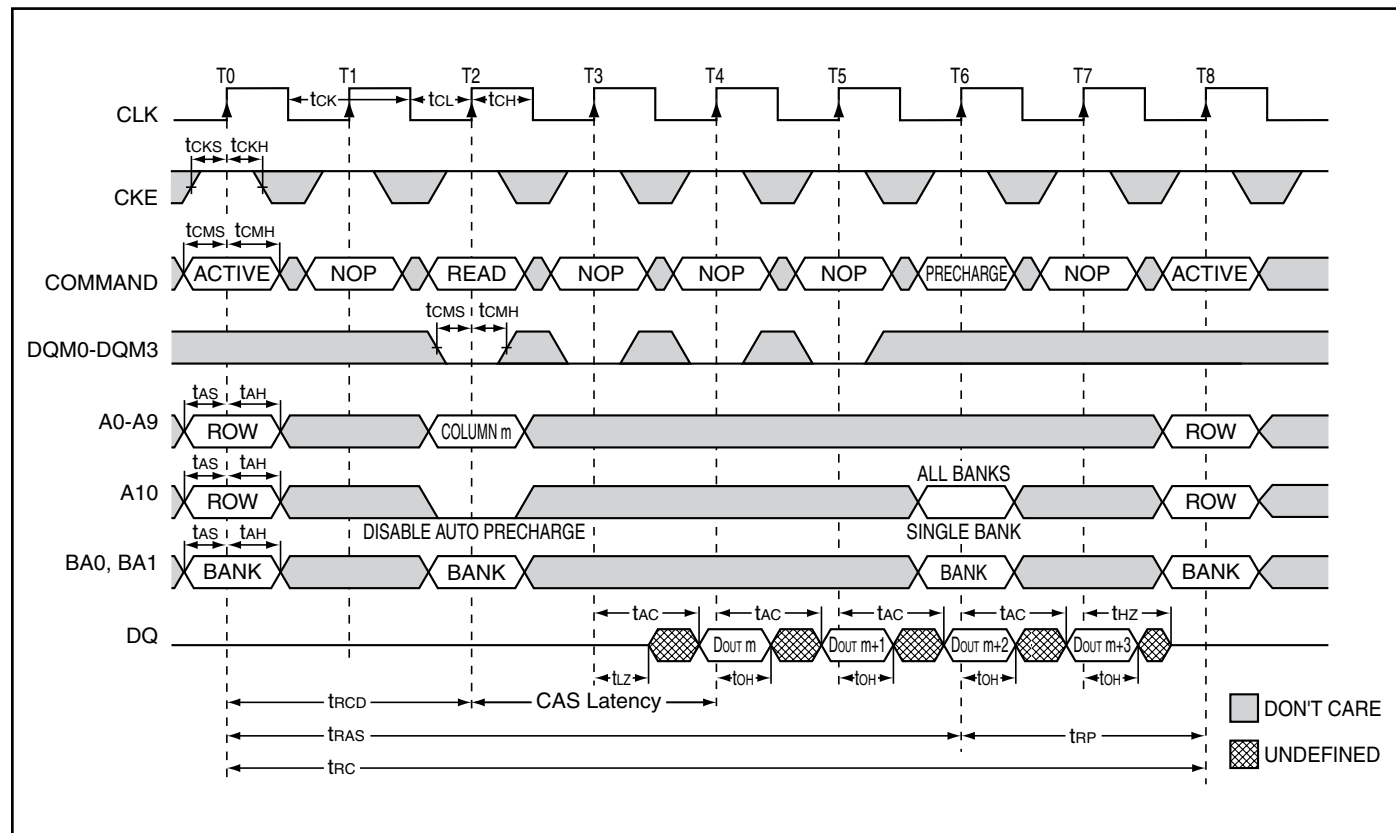 T0 T1 T2 T3 T4 T5 T6 T7 T8
CLK tCK tCL tCH
tCKS tCKH
CKE
tCMS tCMH
COMMAND ACTIVE NOP READ NOP NOP NOP PRECHARGE NOP ACTIVE
tCMS tCMH
DQM0-DQM3
tAS tAH
A0-A9 ROW COLUMN m ROW
tAS tAH ALL BANKS
A10 ROW ROW
DISABLE AUTO PRECHARGE SINGLE BANK
tAS tAH
BA0, BA1 BANK BANK BANK BANK
tAC tAC tAC tAC tHZ
DQ DOUT m DOUT m+1 DOUT m+2 DOUT m+3
tLZ tOH tOH tOH tOH
tRCD CAS Latency
DON'T CARE
tRAS tRP
UNDEFINED
tRC